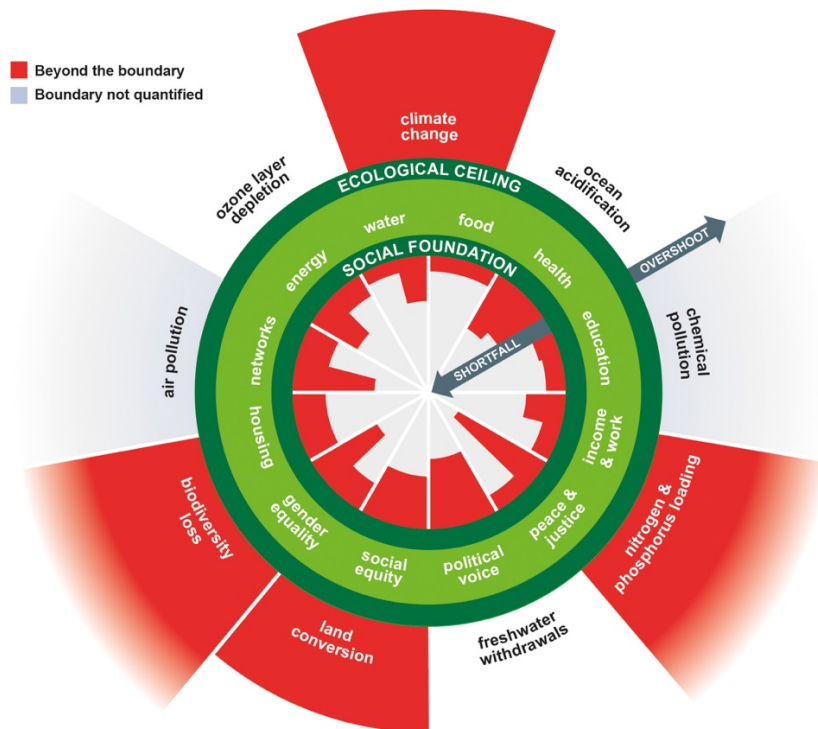 Beyond the boundary
Boundary not quantified
climate
change
ozone layer
depletion
ocean
acidification
ECOLOGICAL CEILING
OVERSHOOT
water
food
energy
health
SOCIAL FOUNDATION
SHORTFALL
networks
education
air pollution
chemical
pollution
housing
income
& work
gender
equality
peace &
justice
social
equity
political
voice
biodiversity
loss
nitrogen &
phosphorus loading
land
conversion
freshwater
withdrawals